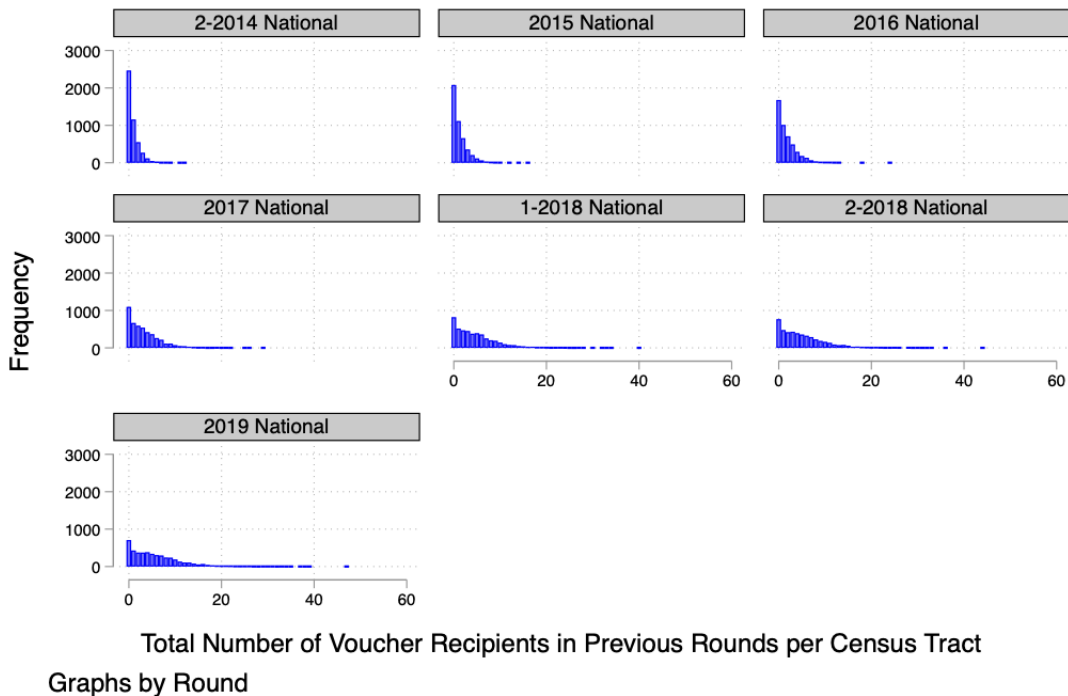 2-2014 National
2015 National
2016 National
3000
2000
1000
0
2017 National
1-2018 National
2-2018 National
3000
2000
1000
0
0 20 40 60
0 20 40 60
2019 National
3000
2000
1000
0
0 20 40 60
Frequency
Total Number of Voucher Recipients in Previous Rounds per Census Tract
Graphs by Round